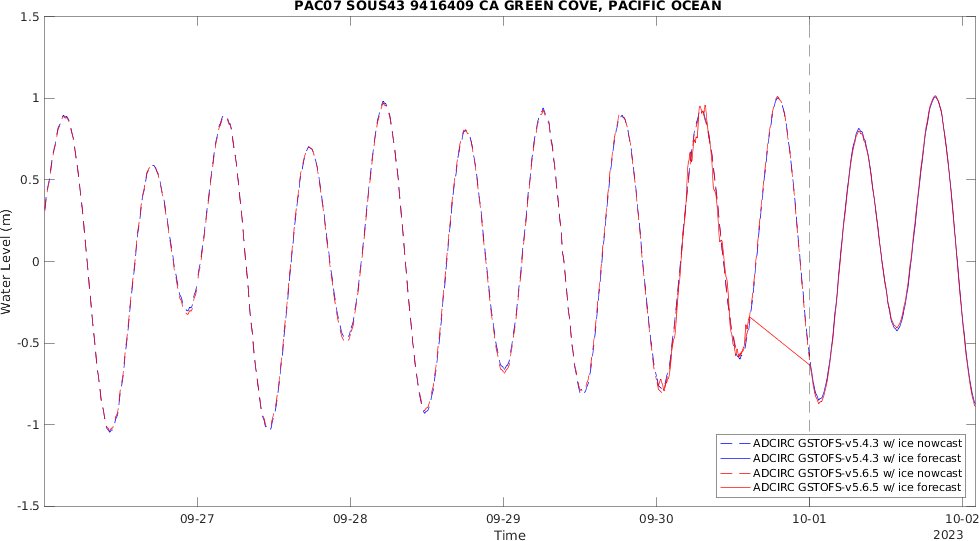 PAC07 SOUS43 9416409 CA GREEN COVE, PACIFIC OCEAN
1.5
1
0.5
0
-0.5
-1
-1.5
Water Level (m)
09-27
09-28
09-29
09-30
10-01
10-02
2023
Time
ADCIRC GSTOFS-v5.4.3 w/ ice nowcast
ADCIRC GSTOFS-v5.4.3 w/ ice forecast
ADCIRC GSTOFS-v5.6.5 w/ ice nowcast
ADCIRC GSTOFS-v5.6.5 w/ ice forecast